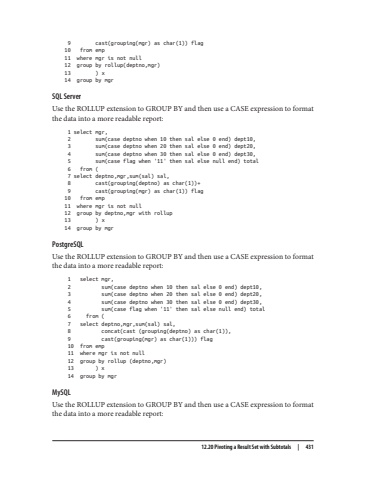 9 cast(grouping(mgr) as char(1)) flag
10 from emp
11 where mgr is not null
12 group by rollup(deptno,mgr)
13 ) x
14 group by mgr
SQL Server
Use the ROLLUP extension to GROUP BY and then use a CASE expression to format
the data into a more readable report:
1 select mgr,
2 sum(case deptno when 10 then sal else 0 end) dept10,
3 sum(case deptno when 20 then sal else 0 end) dept20,
4 sum(case deptno when 30 then sal else 0 end) dept30,
5 sum(case flag when '11' then sal else null end) total
6 from (
7 select deptno,mgr,sum(sal) sal,
8 cast(grouping(deptno) as char(1))+
9 cast(grouping(mgr) as char(1)) flag
10 from emp
11 where mgr is not null
12 group by deptno,mgr with rollup
13 ) x
14 group by mgr
PostgreSQL
Use the ROLLUP extension to GROUP BY and then use a CASE expression to format
the data into a more readable report:
1 select mgr,
2 sum(case deptno when 10 then sal else 0 end) dept10,
3 sum(case deptno when 20 then sal else 0 end) dept20,
4 sum(case deptno when 30 then sal else 0 end) dept30,
5 sum(case flag when '11' then sal else null end) total
6 from (
7 select deptno,mgr,sum(sal) sal,
8 concat(cast (grouping(deptno) as char(1)),
9 cast(grouping(mgr) as char(1))) flag
10 from emp
11 where mgr is not null
12 group by rollup (deptno,mgr)
13 ) x
14 group by mgr
MySQL
Use the ROLLUP extension to GROUP BY and then use a CASE expression to format
the data into a more readable report:
12.20 Pivoting a Result Set with Subtotals | 431